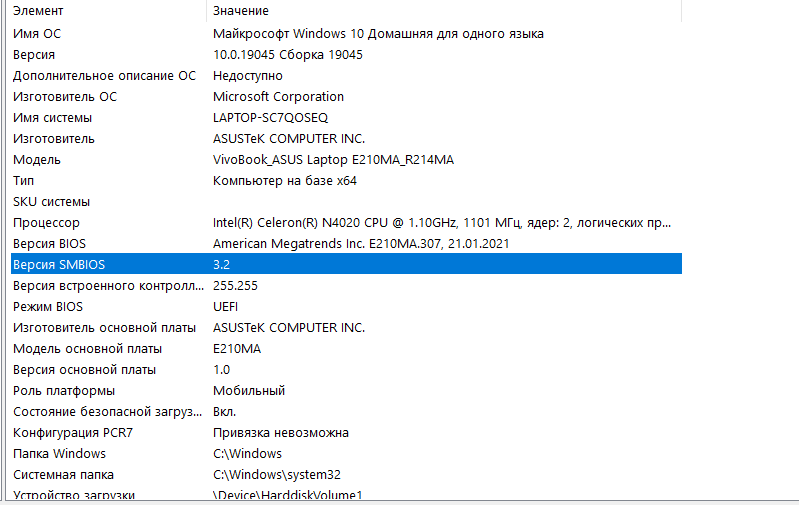 Элемент Значение
Имя ОС Майкрософт Windows 10 Домашняя для одного языка
Версия 10.0.19045 Сборка 19045
Дополнительное описание ОС Недоступно
Изготовитель ОС Microsoft Corporation
Имя системы LAPTOP-SC7QOSEQ
Изготовитель ASUSTeK COMPUTER INC.
Модель VivoBook_ASUS Laptop E210MA_R214MA
Тип Компьютер на базе x64
SKU системы
Процессор Intel(R) Celeron(R) N4020 CPU @ 1.10GHz, 1101 МГц, ядер: 2, логических пр...
Версия BIOS American Megatrends Inc. E210MA.307, 21.01.2021
Версия SMBIOS 3.2
Версия встроенного контролл... 255.255
Режим BIOS UEFI
Изготовитель основной платы ASUSTeK COMPUTER INC.
Модель основной платы E210MA
Версия основной платы 1.0
Роль платформы Мобильный
Состояние безопасной загруз... Вкл.
Конфигурация PCR7 Привязка невозможна
Папка Windows C:\Windows
Системная папка C:\Windows\system32
Устройство загрузки \Device\HarddiskVolume1